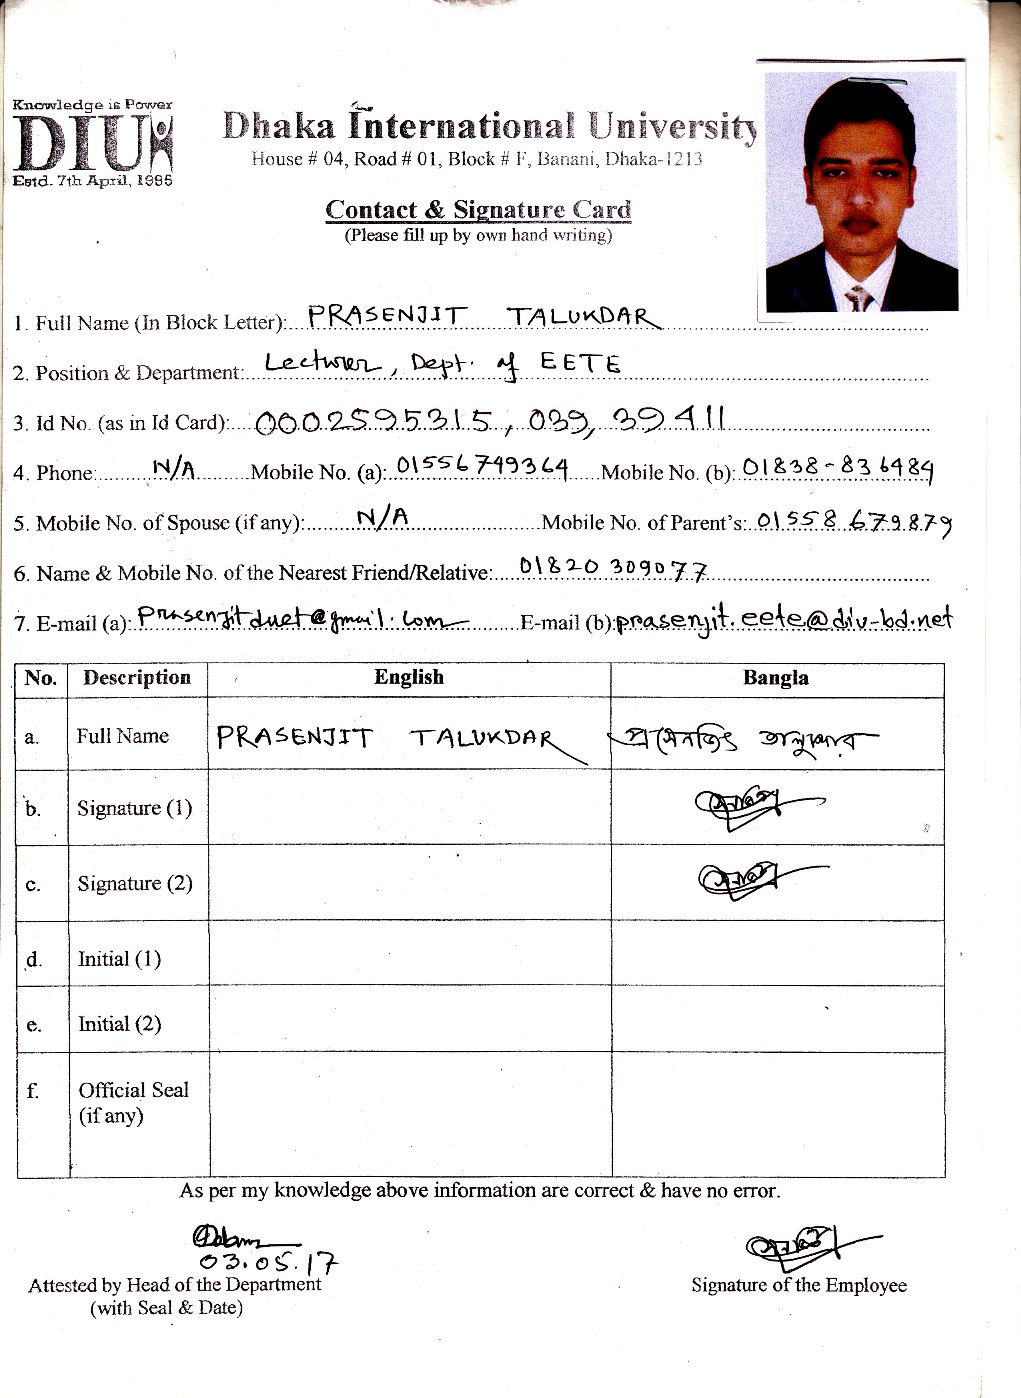 Knowledge is Power
DIU
Estd. 7th April, 1995
Dhaka International University
House # 04, Road # 01, Block # F, Banani, Dhaka-1213
Contact & Signature Card
(Please fill up by own hand writing)
1. Full Name (In Block Letter): PRASENJIT TALUKDAR
2. Position & Department: Lecturer, Dept. of EETE
3. Id No. (as in Id Card): 0002595315, 039, 39411
4. Phone: N/A Mobile No. (a): 01556749364 Mobile No. (b): 01838-836484
5. Mobile No. of Spouse (if any): N/A Mobile No. of Parent's: 01558 679879
6. Name & Mobile No. of the Nearest Friend/Relative: 01820 309077
7. E-mail (a): Prasenjitduet@gmail.com E-mail (b): prasenjit.eete@diu-bd.net
No. Description English Bangla
a. Full Name PRASENJIT TALUKDAR প্রসেনজিৎ তালুকদার
b. Signature (1)
c. Signature (2)
d. Initial (1)
e. Initial (2)
f. Official Seal
(if any)
As per my knowledge above information are correct & have no error.
03.05.17
Attested by Head of the Department Signature of the Employee
(with Seal & Date)